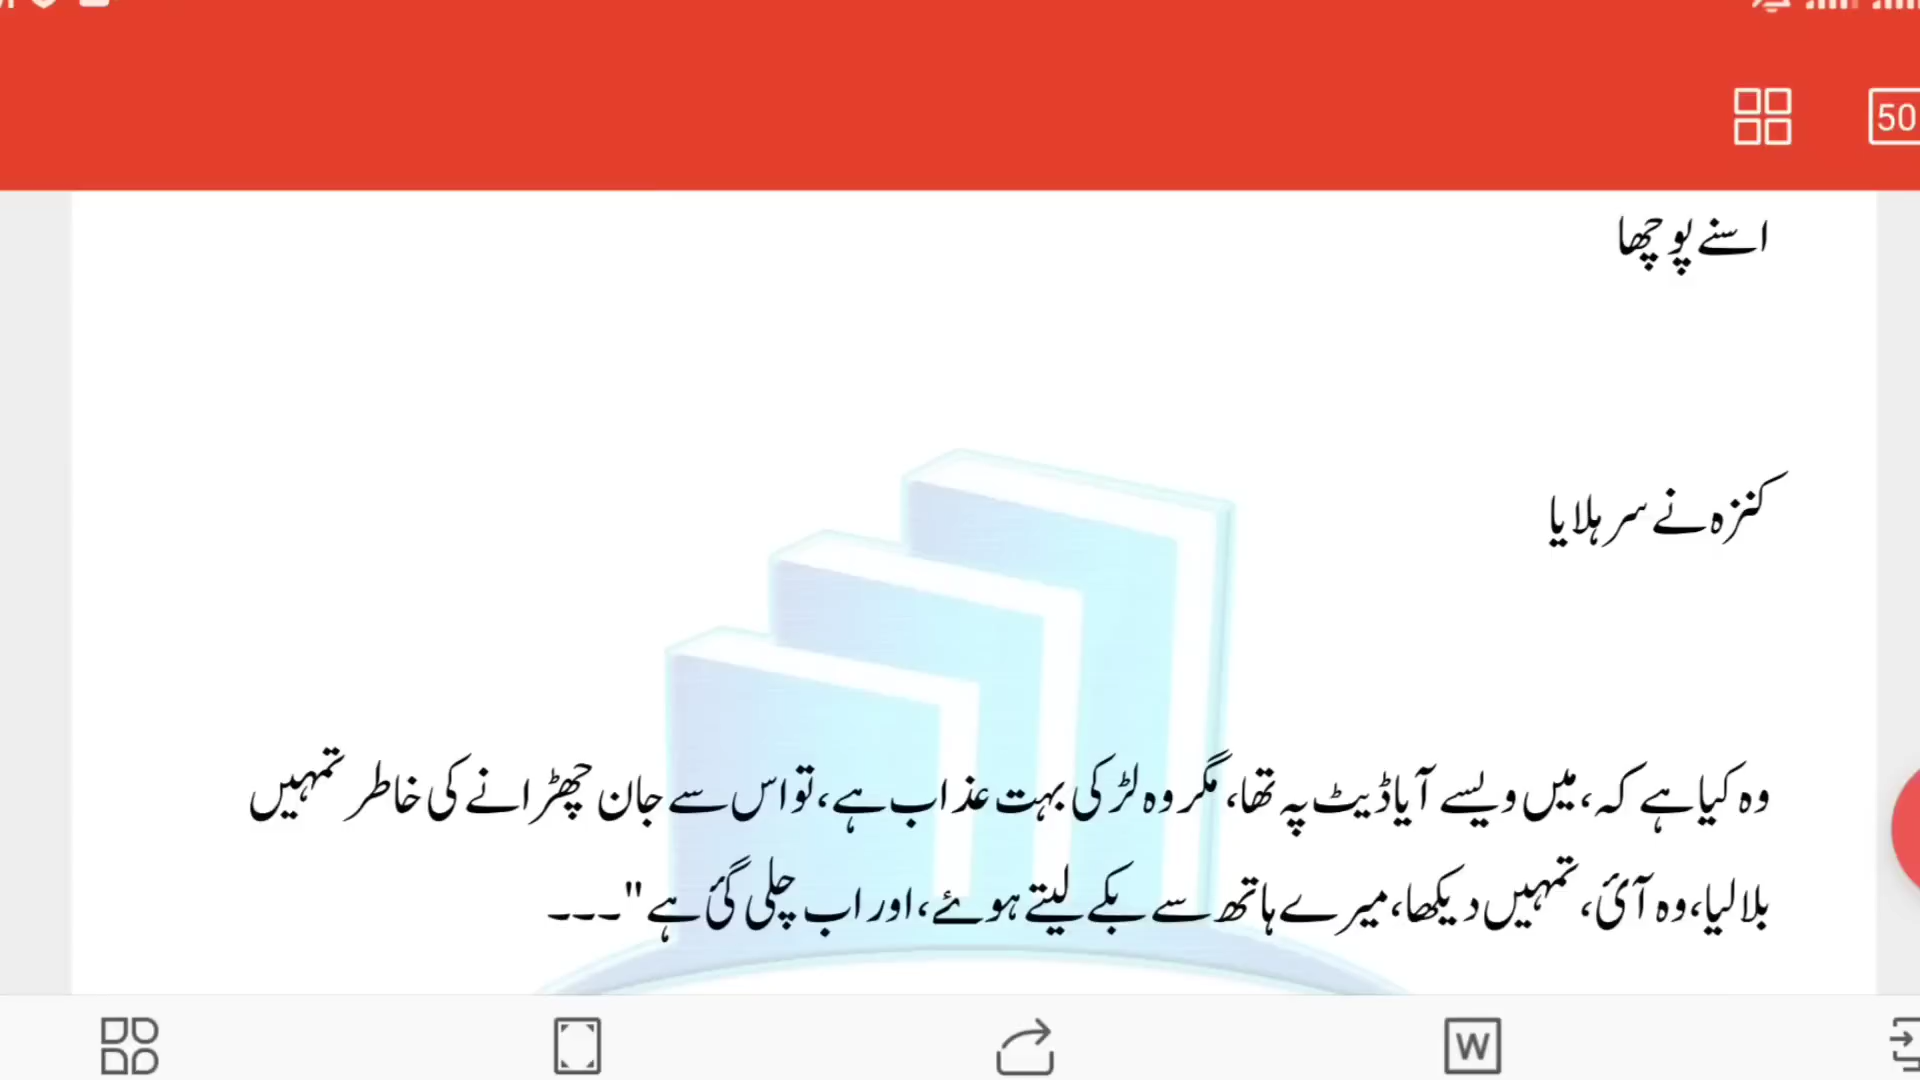 50
اسنے پوچھا
کنزہ نے سر ہلایا
وہ کیا ہے کہ، میں ویسے آیا ڈیٹ پہ تھا، مگر وہ لڑکی بہت عذاب ہے، تو اس سے جان چھڑانے کی خاطر تمہیں
بلا لیا، وہ آئ، تمہیں دیکھا، میرے ہاتھ سے بکے لیتے ہوئے، اور اب چلی گئ ہے"۔۔۔
W